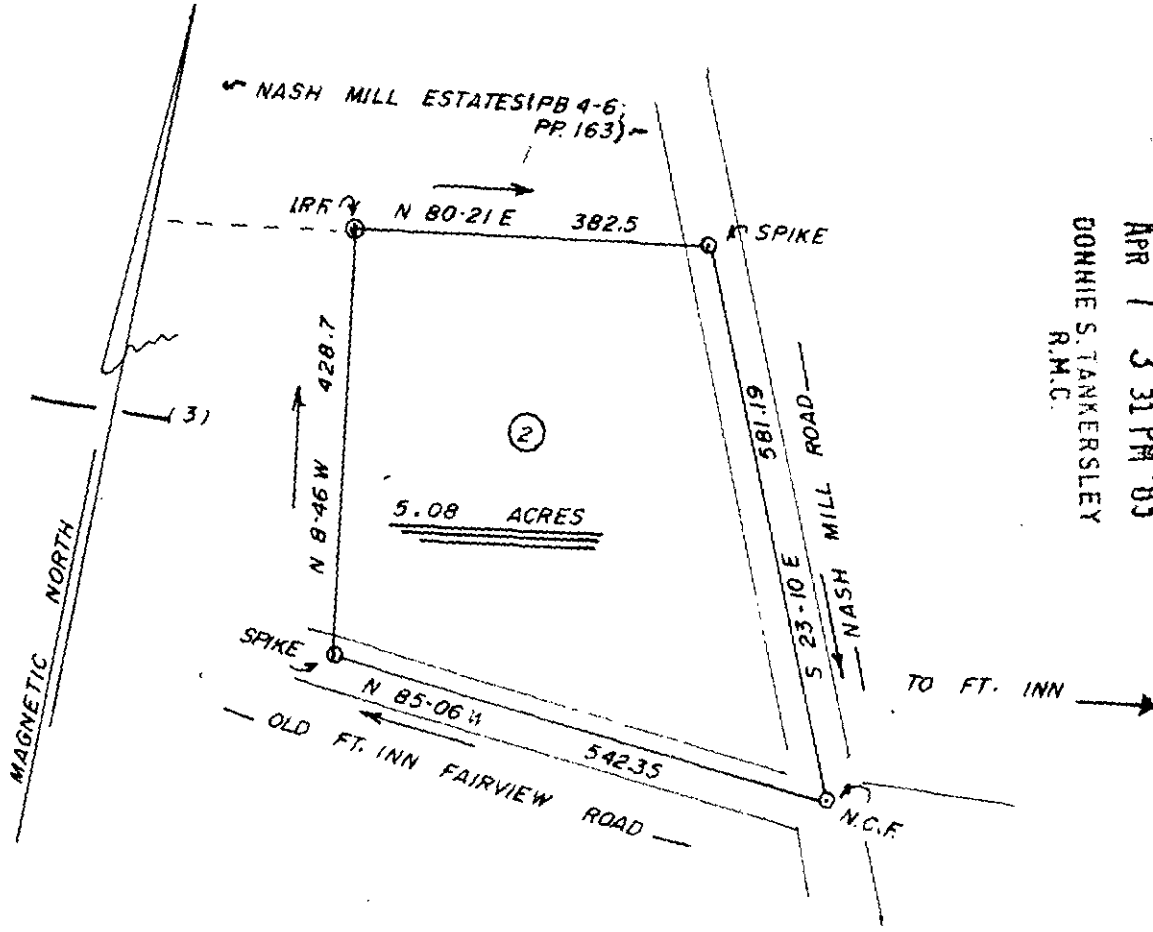 NASH MILL ESTATES (PB 4-6;
PP. 163)
IRF
N 80-21 E 382.5
SPIKE
N 8-46 W 428.7
(3)
2
5.08 ACRES
581.19
S 23-10 E
NASH MILL ROAD
MAGNETIC NORTH
SPIKE
N 85-06 W
542.35
OLD FT. INN FAIRVIEW ROAD
TO FT. INN
N.C.F.
APR 1 3 31 PM
DONNIE S. TANKERSLEY
R.M.C.